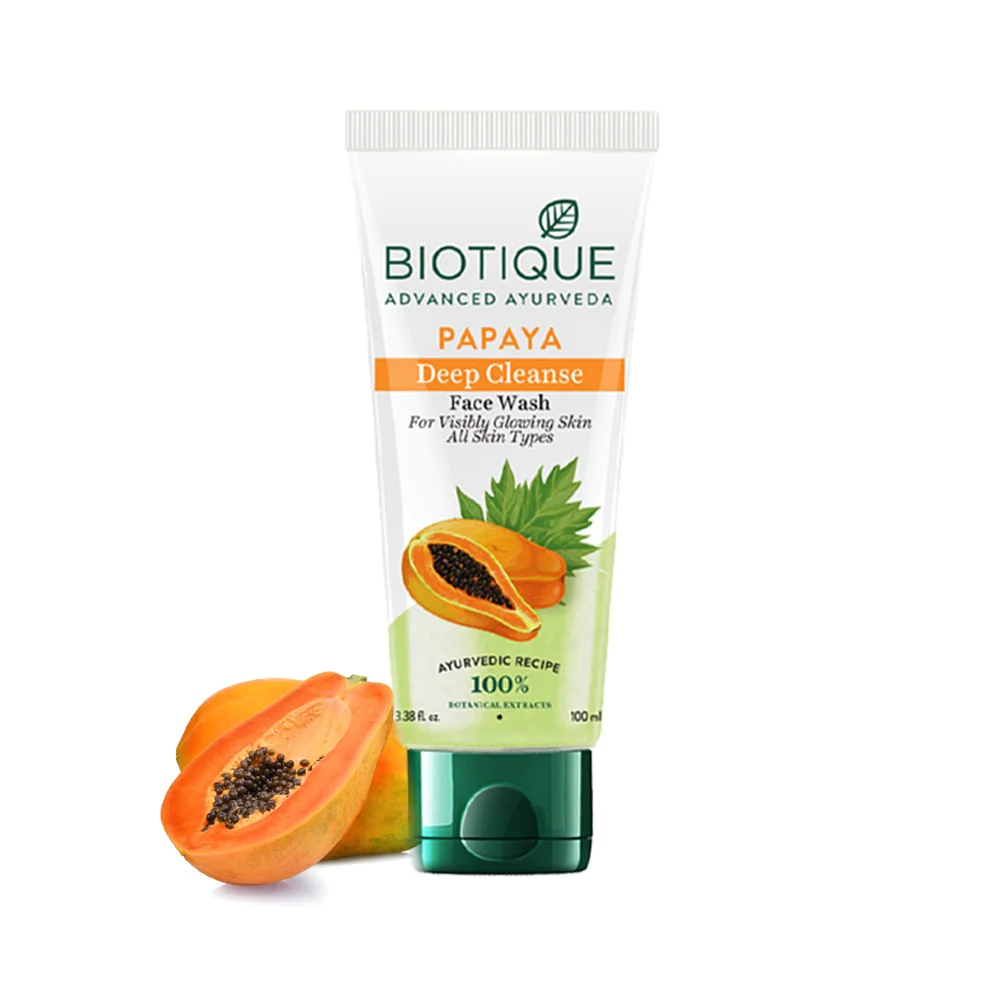 BIOTIQUE
ADVANCED AYURVEDA
PAPAYA
Deep Cleanse
Face Wash
For Visibly Glowing Skin
All Skin Types
AYURVEDIC RECIPE
100%
BOTANICAL EXTRACTS
3.38 fl. oz. • 100 ml